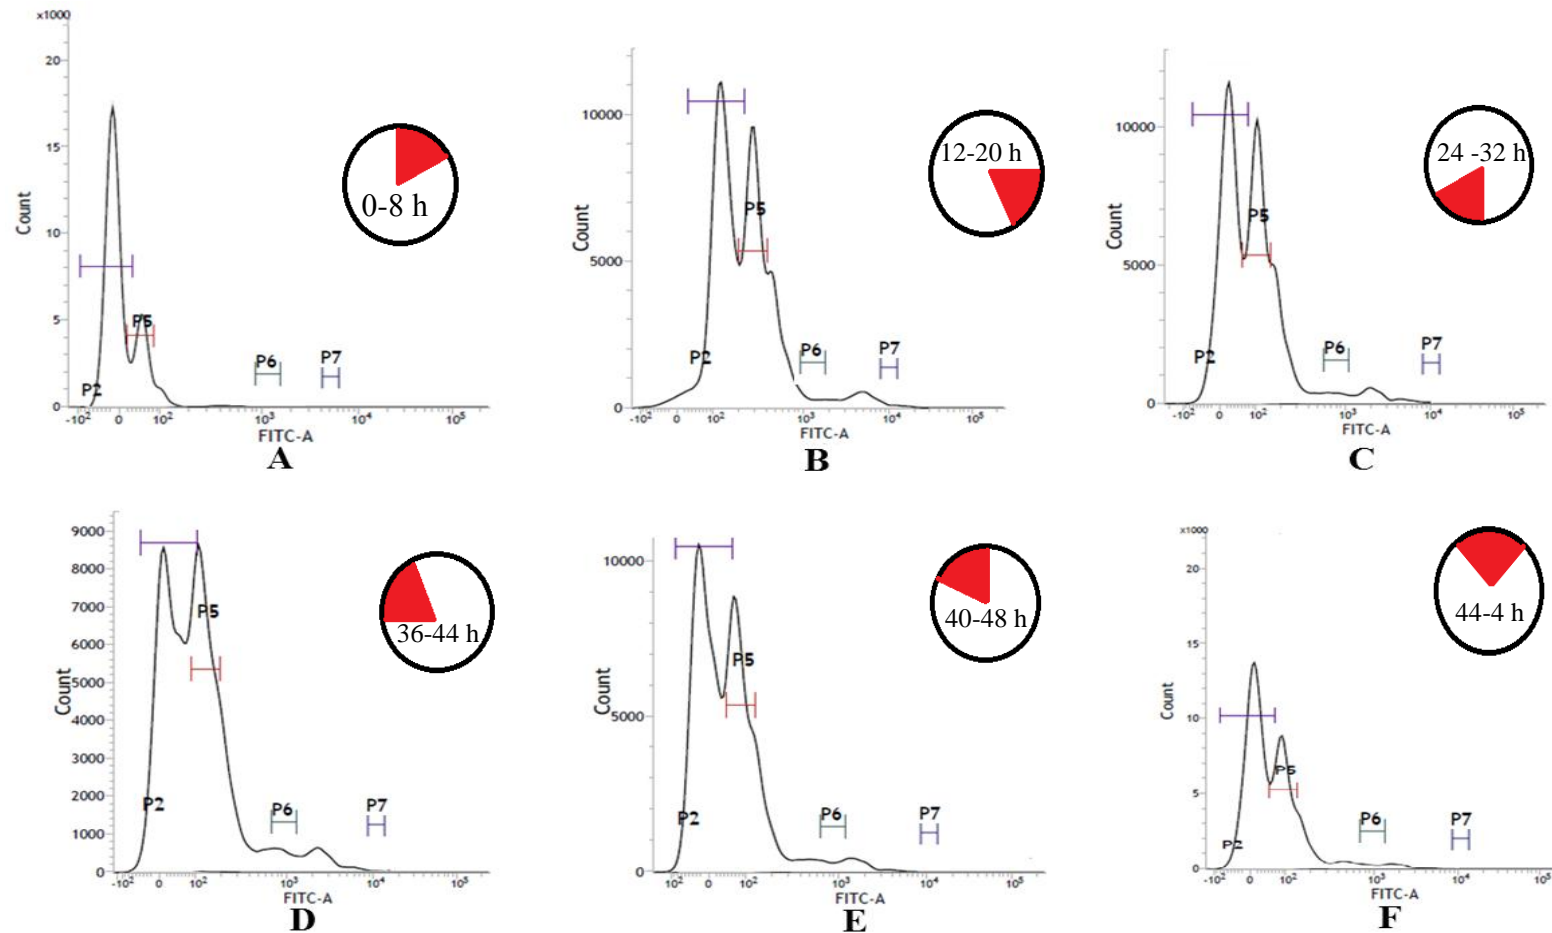 x1000
20
15
10
5
0
Count
P2
P5
P6
P7
0-8 h
-10² 0 10² 10³ 10⁴ 10⁵
FITC-A
A
10000
5000
0
Count
P2
P5
P6
P7
12-20 h
-10² 0 10² 10³ 10⁴ 10⁵
FITC-A
B
10000
5000
0
Count
P2
P5
P6
P7
24 -32 h
-10² 0 10² 10³ 10⁴ 10⁵
FITC-A
C
9000
8000
7000
6000
5000
4000
3000
2000
1000
0
Count
P2
P5
P6
P7
36-44 h
-10² 0 10² 10³ 10⁴ 10⁵
FITC-A
D
10000
5000
0
Count
P2
P5
P6
P7
40-48 h
10² 0 10² 10³ 10⁴ 10⁵
FITC-A
E
x1000
20
15
10
5
0
Count
P2
P5
P6
P7
44-4 h
-10² 0 10² 10³ 10⁴ 10⁵
FITC-A
F